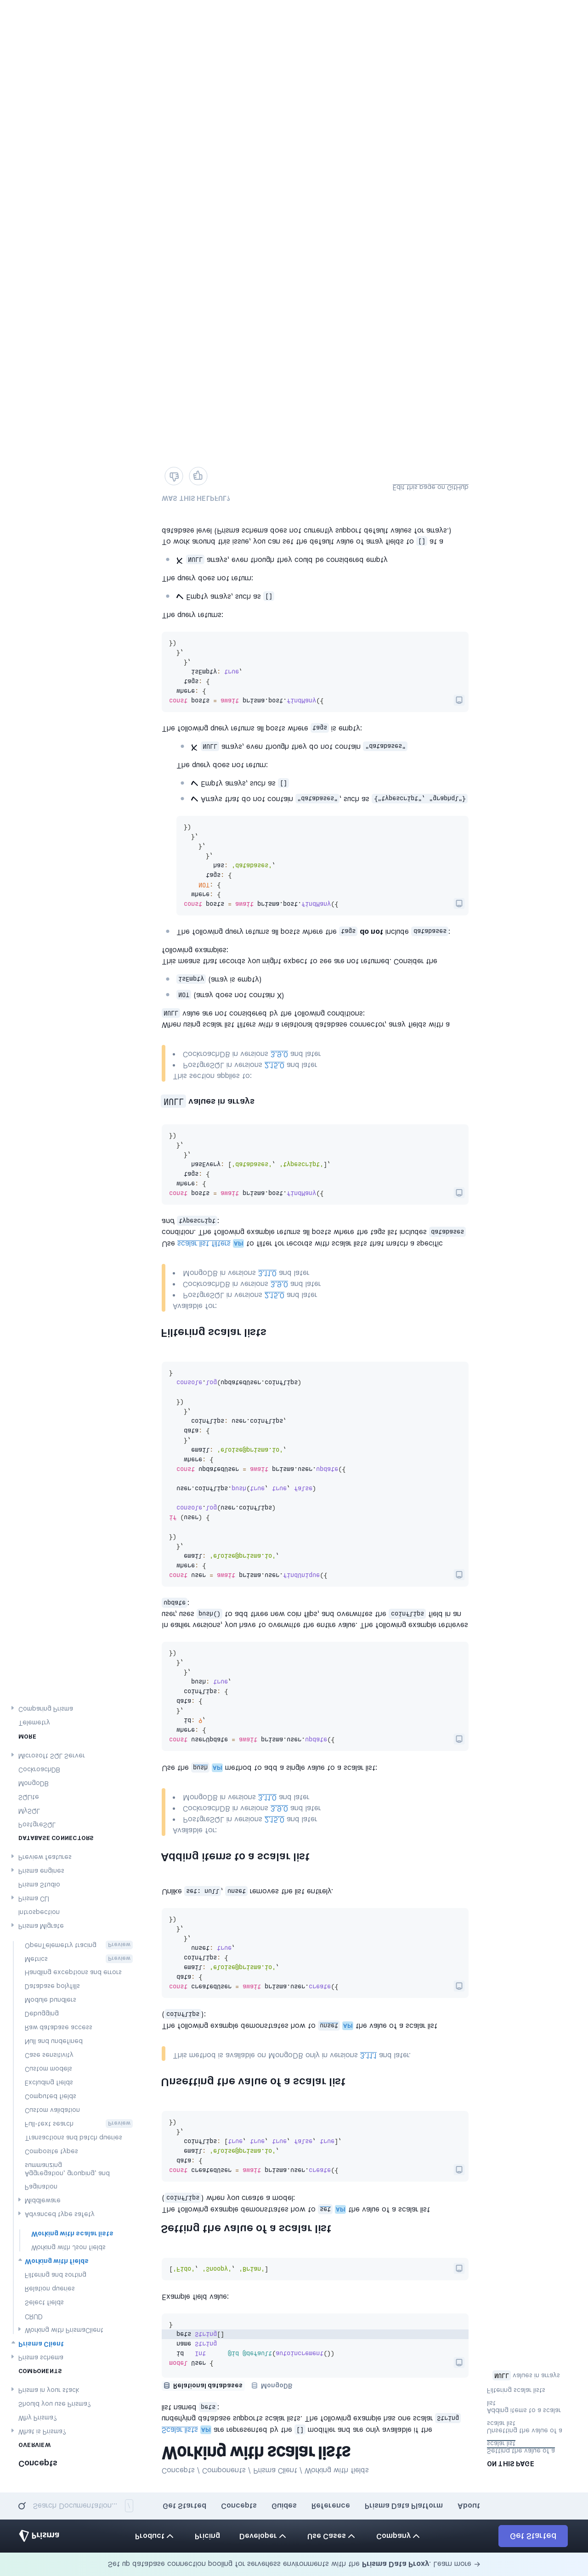 Set up database connection pooling for serverless environments with the Prisma Data Proxy. Learn more →
Prisma
Product
Pricing
Developer
Use Cases
Company
Get Started
Search Documentation...
/
Get Started
Concepts
Guides
Reference
Prisma Data Platform
About
Concepts
OVERVIEW
What is Prisma?
Why Prisma?
Should you use Prisma?
Prisma in your stack
COMPONENTS
Prisma schema
Prisma Client
Working with PrismaClient
CRUD
Select fields
Relation queries
Filtering and sorting
Working with fields
Working with Json fields
Working with scalar lists
Advanced type safety
Middleware
Pagination
Aggregation, grouping, and
summarizing
Composite types
Transactions and batch queries
Full-text search Preview
Custom validation
Computed fields
Excluding fields
Custom models
Case sensitivity
Null and undefined
Raw database access
Debugging
Module bundlers
Database polyfills
Handling exceptions and errors
Metrics Preview
OpenTelemetry tracing Preview
Prisma Migrate
Introspection
Prisma CLI
Prisma Studio
Prisma engines
Preview features
DATABASE CONNECTORS
PostgreSQL
MySQL
SQLite
MongoDB
CockroachDB
Microsoft SQL Server
MORE
Telemetry
Comparing Prisma
Concepts / Components / Prisma Client / Working with fields
Working with scalar lists
Scalar lists API are represented by the [] modifier and are only available if the
underlying database supports scalar lists. The following example has one scalar String
list named pets:
Relational databases
MongoDB
model User {
id Int @id @default(autoincrement())
name String
pets String[]
}
Example field value:
['Fido', 'Snoopy', 'Brian']
Setting the value of a scalar list
The following example demonstrates how to set API the value of a scalar list
(coinflips) when you create a model:
const createdUser = await prisma.user.create({
data: {
email: 'eloise@prisma.io',
coinflips: [true, true, true, false, true],
},
})
Unsetting the value of a scalar list
This method is available on MongoDB only in versions 3.11.1 and later.
The following example demonstrates how to unset API the value of a scalar list
(coinflips):
const createdUser = await prisma.user.create({
data: {
email: 'eloise@prisma.io',
coinflips: {
unset: true,
},
},
})
Unlike set: null, unset removes the list entirely.
Adding items to a scalar list
Available for:
PostgreSQL in versions 2.15.0 and later
CockroachDB in versions 3.9.0 and later
MongoDB in versions 3.11.0 and later
Use the push API method to add a single value to a scalar list:
const userUpdate = await prisma.user.update({
where: {
id: 9,
},
data: {
coinflips: {
push: true,
},
},
})
In earlier versions, you have to overwrite the entire value. The following example retrieves
user, uses push() to add three new coin flips, and overwrites the coinflips field in an
update:
const user = await prisma.user.findUnique({
where: {
email: 'eloise@prisma.io',
},
})
if (user) {
console.log(user.coinflips)
user.coinflips.push(true, true, false)
const updatedUser = await prisma.user.update({
where: {
email: 'eloise@prisma.io',
},
data: {
coinflips: user.coinflips,
},
})
console.log(updatedUser.coinflips)
}
Filtering scalar lists
Available for:
PostgreSQL in versions 2.15.0 and later
CockroachDB in versions 3.9.0 and later
MongoDB in versions 3.11.0 and later
Use scalar list filters API to filter for records with scalar lists that match a specific
condition. The following example returns all posts where the tags list includes databases
and typescript:
const posts = await prisma.post.findMany({
where: {
tags: {
hasEvery: ['databases', 'typescript'],
},
},
})
NULL values in arrays
This section applies to:
PostgreSQL in versions 2.15.0 and later
CockroachDB in versions 3.9.0 and later
When using scalar list filters with a relational database connector, array fields with a
NULL value are not considered by the following conditions:
NOT (array does not contain X)
isEmpty (array is empty)
This means that records you might expect to see are not returned. Consider the
following examples:
The following query returns all posts where the tags do not include databases:
const posts = await prisma.post.findMany({
where: {
NOT: {
tags: {
has: 'databases',
},
},
},
})
✔ Arrays that do not contain "databases", such as {"typescript", "graphql"}
✔ Empty arrays, such as []
The query does not return:
✘ NULL arrays, even though they do not contain "databases"
The following query returns all posts where tags is empty:
const posts = await prisma.post.findMany({
where: {
tags: {
isEmpty: true,
},
},
})
The query returns:
✔ Empty arrays, such as []
The query does not return:
✘ NULL arrays, even though they could be considered empty
To work around this issue, you can set the default value of array fields to [] at a
database level (Prisma schema does not currently support default values for arrays.)
WAS THIS HELPFUL?
Edit this page on GitHub
ON THIS PAGE
Setting the value of a
scalar list
Unsetting the value of a
scalar list
Adding items to a scalar
list
Filtering scalar lists
NULL values in arrays